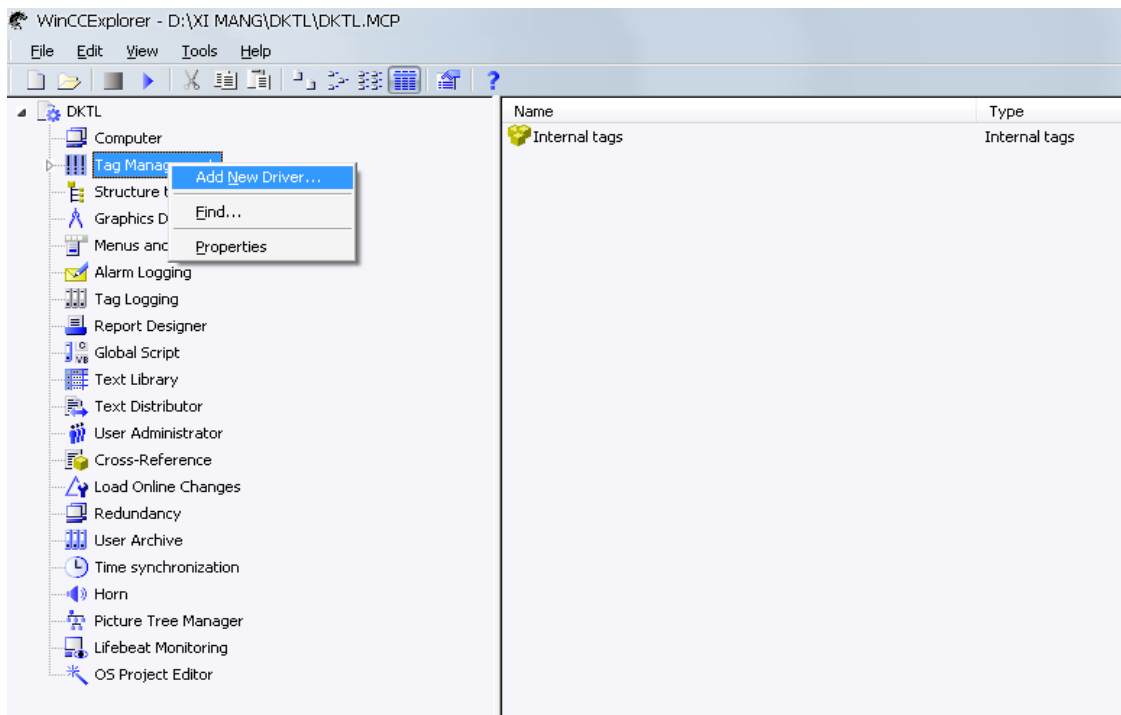 WinCCExplorer - D:\XI MANG\DKTL\DKTL.MCP
File Edit View Tools Help
DKTL
Name Type
Computer
Internal tags Internal tags
Tag Manag
Add New Driver...
Structure t
Find...
Graphics D
Menus and
Properties
Alarm Logging
Tag Logging
Report Designer
Global Script
Text Library
Text Distributor
User Administrator
Cross-Reference
Load Online Changes
Redundancy
User Archive
Time synchronization
Horn
Picture Tree Manager
Lifebeat Monitoring
OS Project Editor